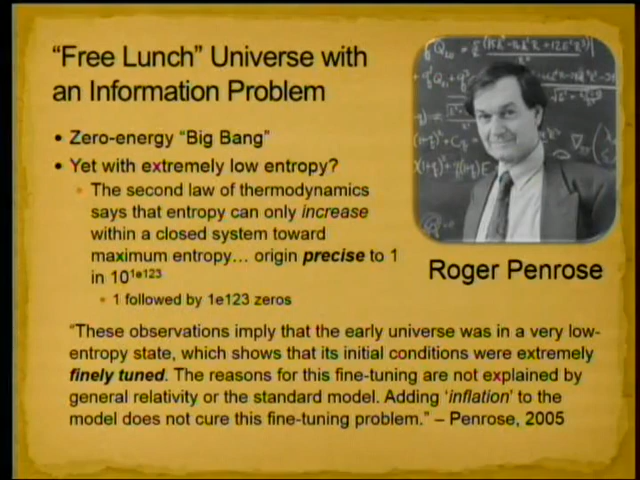 “Free Lunch” Universe with
an Information Problem
• Zero-energy “Big Bang”
• Yet with extremely low entropy?
The second law of thermodynamics
says that entropy can only increase
within a closed system toward
maximum entropy… origin precise to 1
in 10^1e123
1 followed by 1e123 zeros
Roger Penrose
“These observations imply that the early universe was in a very low-
entropy state, which shows that its initial conditions were extremely
finely tuned. The reasons for this fine-tuning are not explained by
general relativity or the standard model. Adding ‘inflation’ to the
model does not cure this fine-tuning problem.” – Penrose, 2005